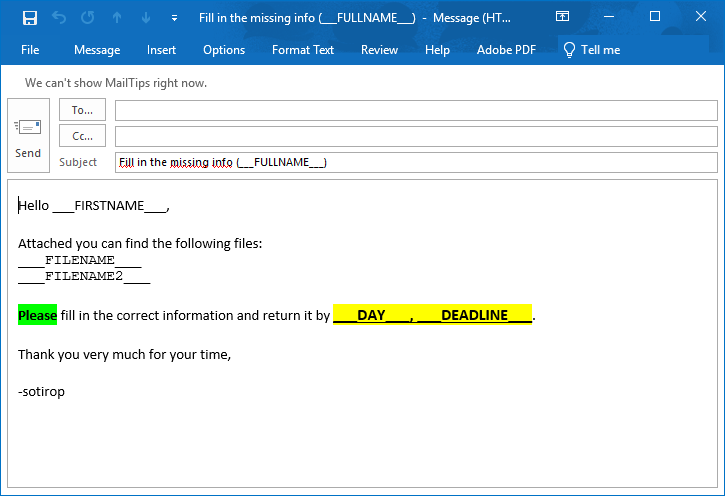 Fill in the missing info (___FULLNAME___) - Message (HT...
File Message Insert Options Format Text Review Help Adobe PDF Tell me
We can't show MailTips right now.
To...
Cc...
Send
Subject Fill in the missing info (___FULLNAME___)
Hello ___FIRSTNAME___,
Attached you can find the following files:
___FILENAME___
___FILENAME2___
Please fill in the correct information and return it by ___DAY___, ___DEADLINE___.
Thank you very much for your time,
-sotirop